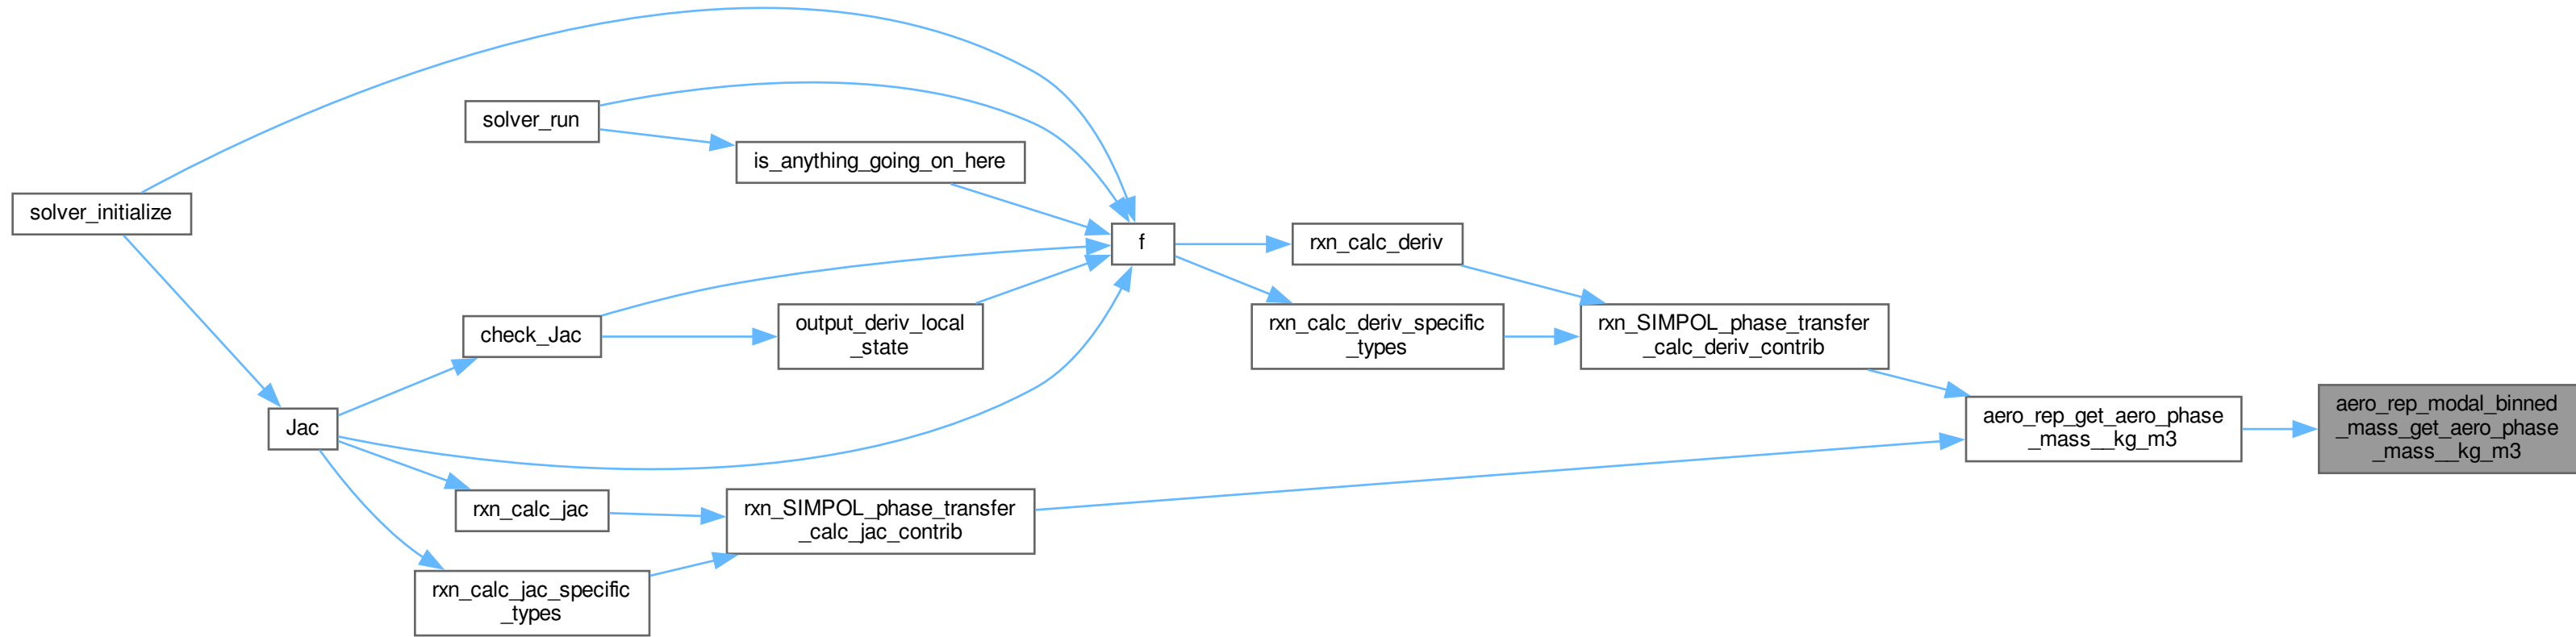 solver_run
is_anything_going_on_here
solver_initialize
f
rxn_calc_deriv
check_Jac
output_deriv_local
_state
rxn_calc_deriv_specific
_types
rxn_SIMPOL_phase_transfer
_calc_deriv_contrib
Jac
aero_rep_get_aero_phase
_mass__kg_m3
aero_rep_modal_binned
_mass_get_aero_phase
_mass__kg_m3
rxn_calc_jac
rxn_SIMPOL_phase_transfer
_calc_jac_contrib
rxn_calc_jac_specific
_types